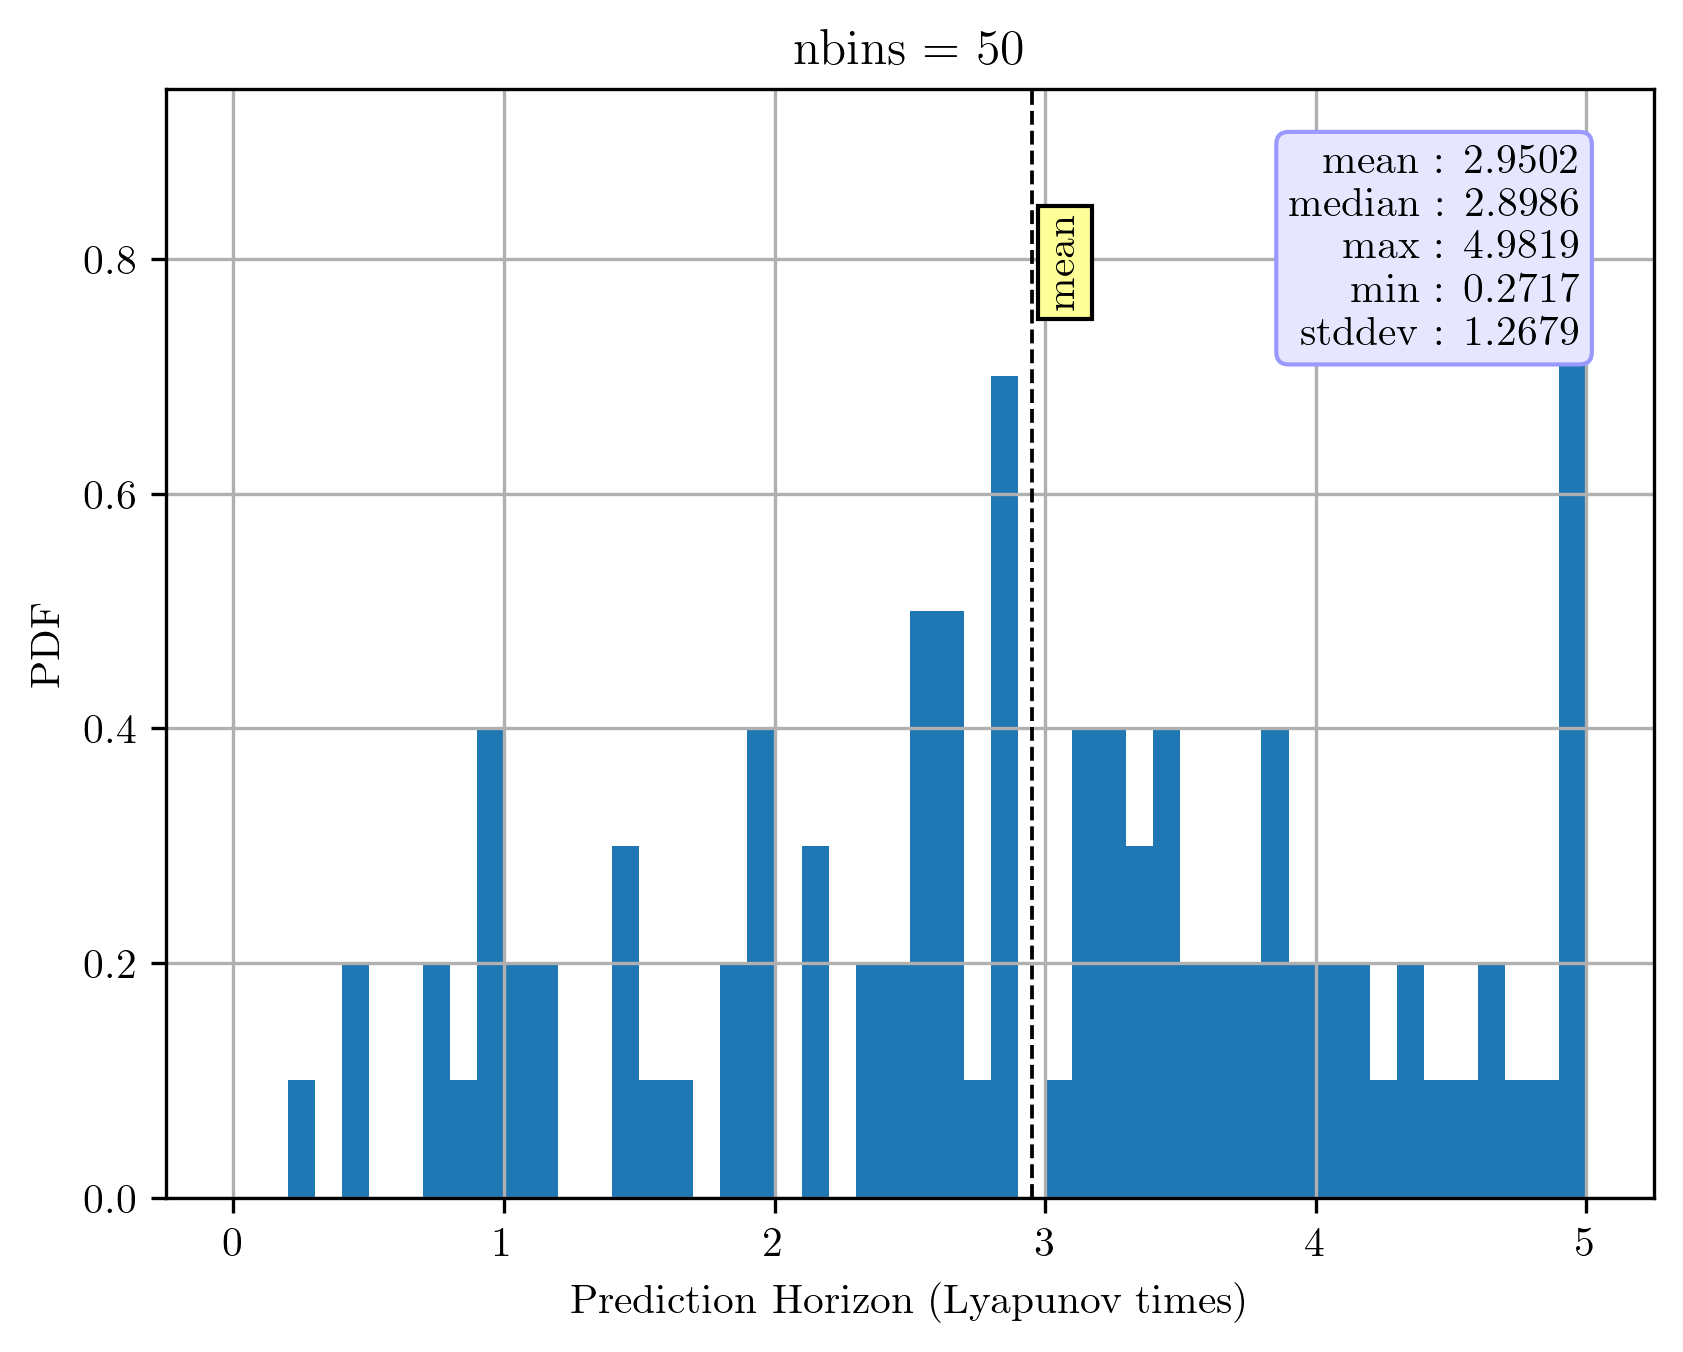 nbins = 50
mean : 2.9502
median : 2.8986
max : 4.9819
min : 0.2717
stddev : 1.2679
mean
PDF
0.8
0.6
0.4
0.2
0.0
0 1 2 3 4 5
Prediction Horizon (Lyapunov times)